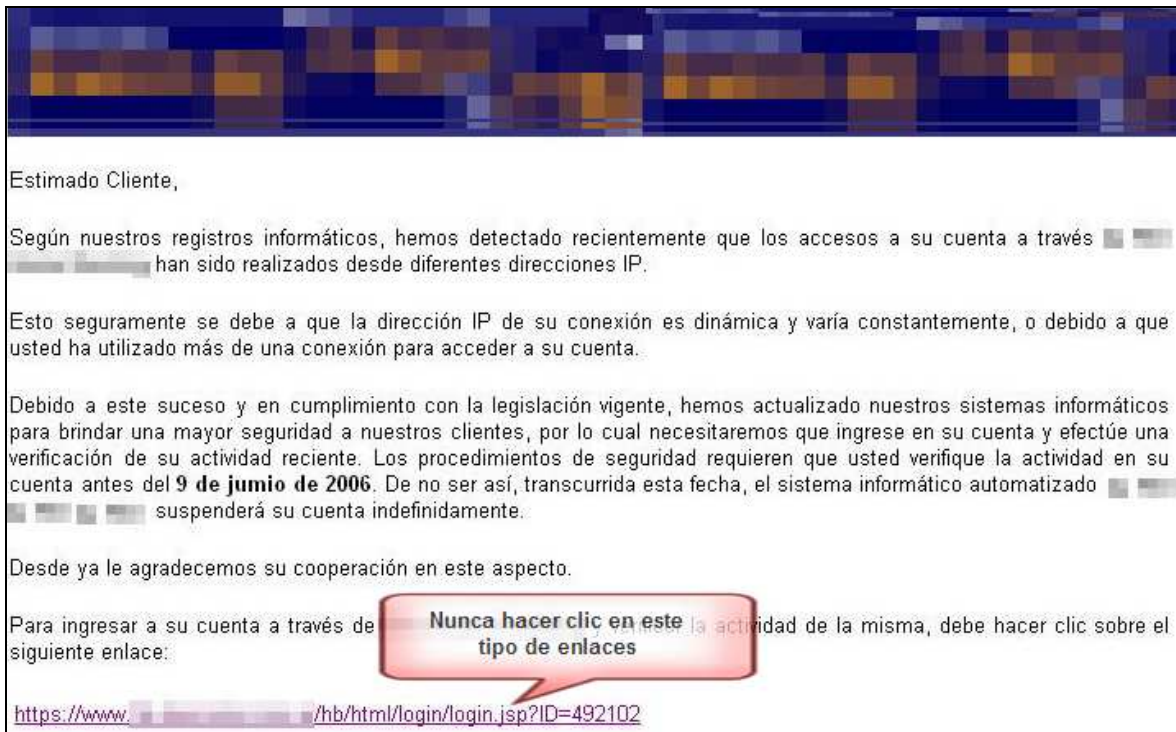 Estimado Cliente,
Según nuestros registros informáticos, hemos detectado recientemente que los accesos a su cuenta a través
han sido realizados desde diferentes direcciones IP.
Esto seguramente se debe a que la dirección IP de su conexión es dinámica y varía constantemente, o debido a que
usted ha utilizado más de una conexión para acceder a su cuenta.
Debido a este suceso y en cumplimiento con la legislación vigente, hemos actualizado nuestros sistemas informáticos
para brindar una mayor seguridad a nuestros clientes, por lo cual necesitaremos que ingrese en su cuenta y efectúe una
verificación de su actividad reciente. Los procedimientos de seguridad requieren que usted verifique la actividad en su
cuenta antes del 9 de jumio de 2006. De no ser así, transcurrida esta fecha, el sistema informático automatizado
suspenderá su cuenta indefinidamente.
Desde ya le agradecemos su cooperación en este aspecto.
Para ingresar a su cuenta a través de la actividad de la misma, debe hacer clic sobre el
siguiente enlace:
Nunca hacer clic en este
tipo de enlaces
https://www. /hb/html/login/login.jsp?ID=492102